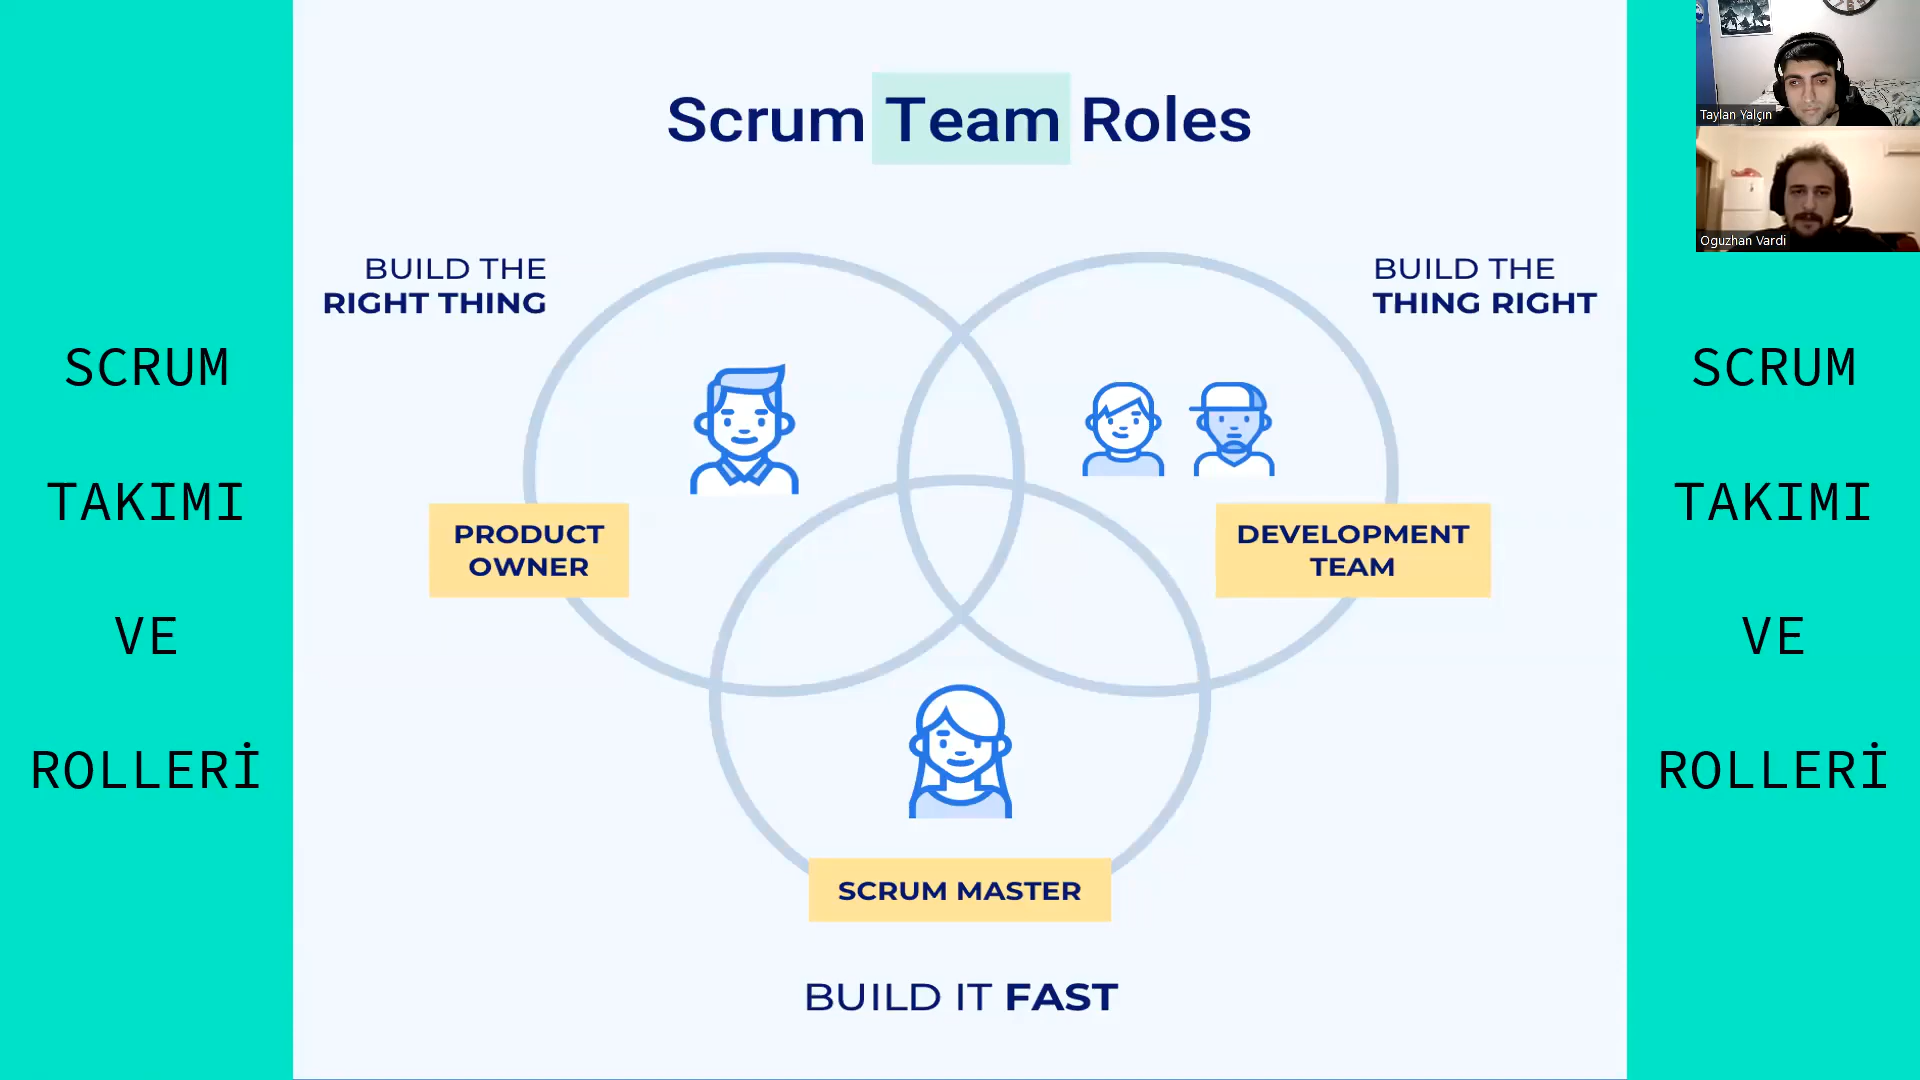 Scrum Team Roles
BUILD THE
RIGHT THING
BUILD THE
THING RIGHT
PRODUCT
OWNER
DEVELOPMENT
TEAM
SCRUM MASTER
BUILD IT FAST
SCRUM
TAKIMI
VE
ROLLERİ
SCRUM
TAKIMI
VE
ROLLERİ
Taylan Yalçın
Oguzhan Vardi